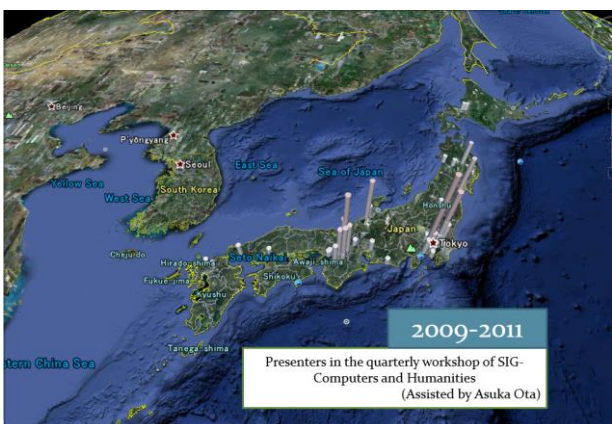 Beijing
P'yŏngyang
Seoul
East Sea
Sea of Japan
Yellow Sea
South Korea
West Sea
Honshu
Japan
Tokyo
Cheju do
Hirado shima
Seto Naikai
Awaji shima
Fukue jima
Shikoku
Kyushu
Tanega shima
stern China Sea
2009-2011
Presenters in the quarterly workshop of SIG-
Computers and Humanities
(Assisted by Asuka Ota)